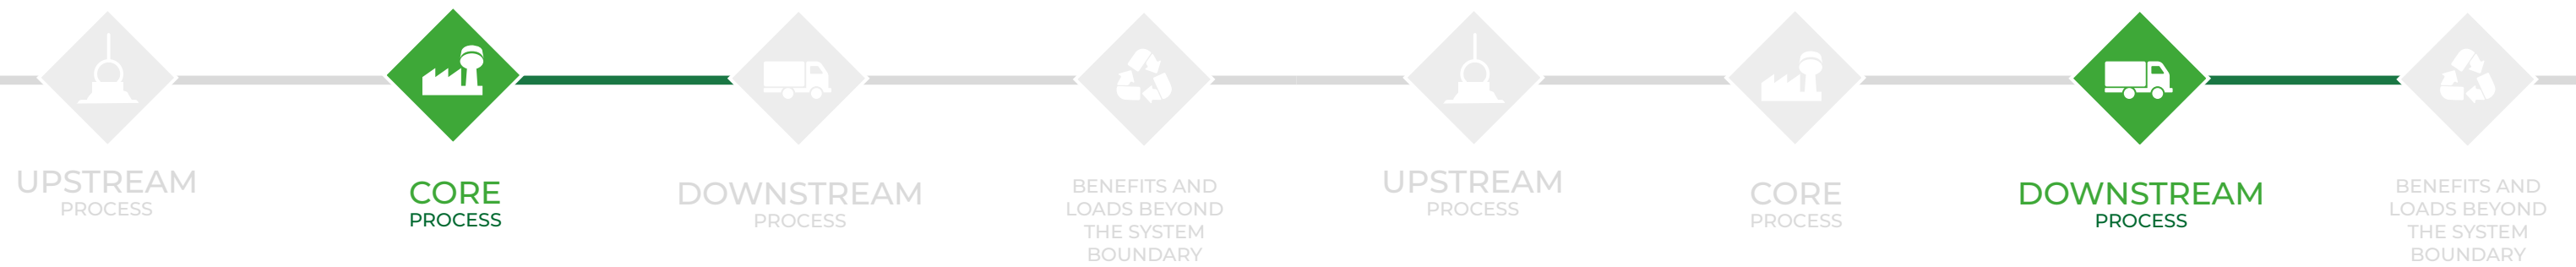 UPSTREAM
PROCESS
CORE
PROCESS
DOWNSTREAM
PROCESS
BENEFITS AND
LOADS BEYOND
THE SYSTEM
BOUNDARY
UPSTREAM
PROCESS
CORE
PROCESS
DOWNSTREAM
PROCESS
BENEFITS AND
LOADS BEYOND
THE SYSTEM
BOUNDARY